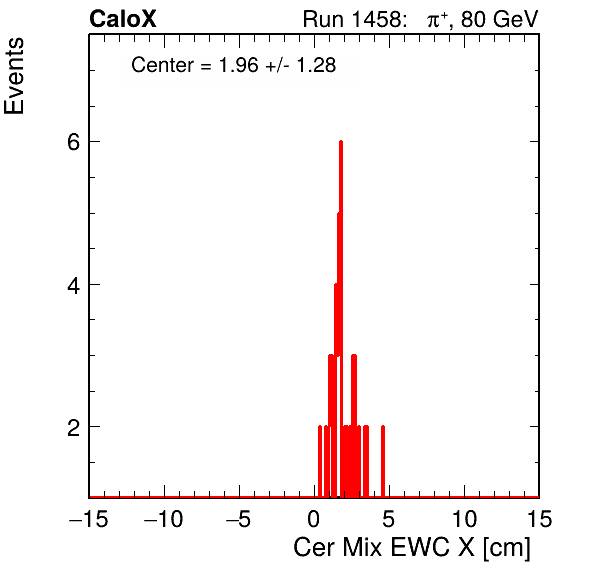 CaloX Run 1458: π⁺, 80 GeV
Events
Center = 1.96 +/- 1.28
6
4
2
−15 −10 −5 0 5 10 15
Cer Mix EWC X [cm]